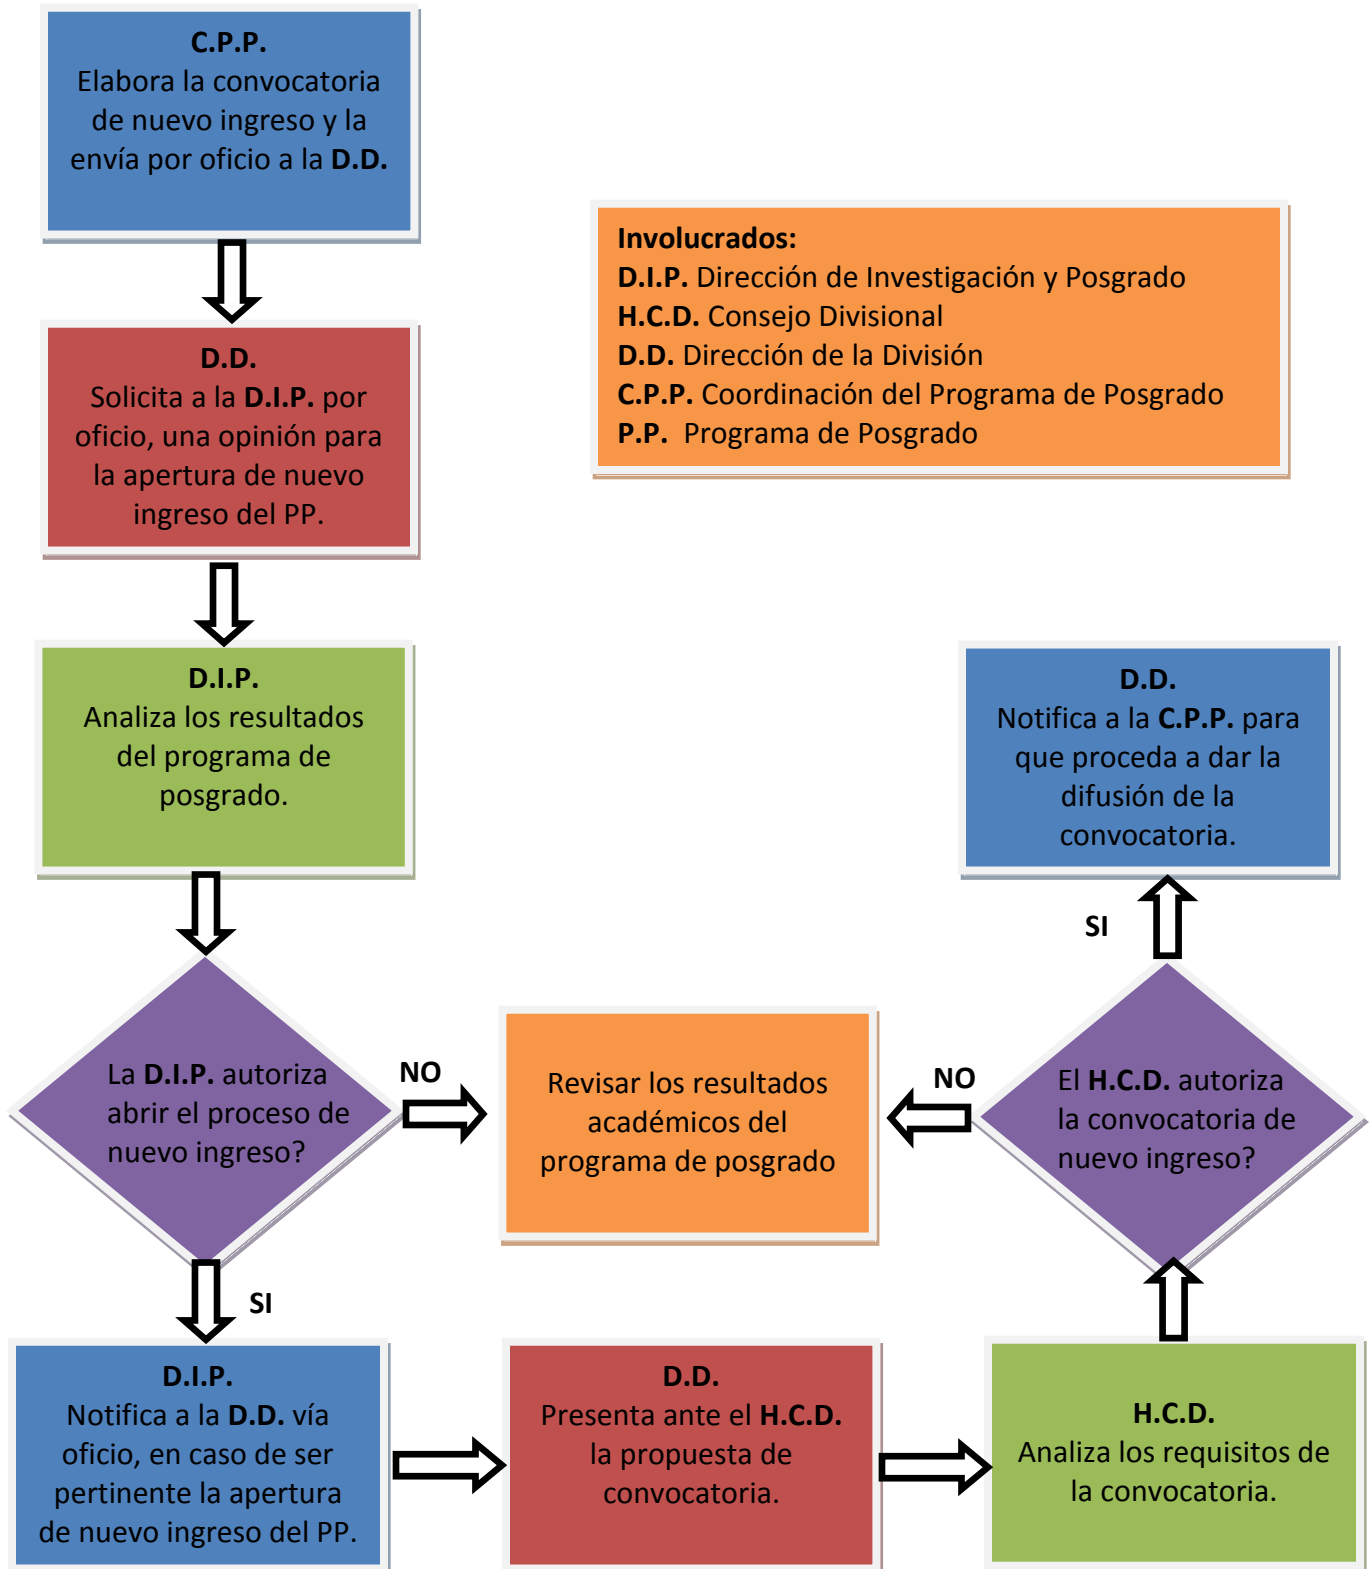 C.P.P.
Elabora la convocatoria
de nuevo ingreso y la
envía por oficio a la D.D.
Involucrados:
D.I.P. Dirección de Investigación y Posgrado
H.C.D. Consejo Divisional
D.D. Dirección de la División
C.P.P. Coordinación del Programa de Posgrado
P.P. Programa de Posgrado
D.D.
Solicita a la D.I.P. por
oficio, una opinión para
la apertura de nuevo
ingreso del PP.
D.I.P.
Analiza los resultados
del programa de
posgrado.
La D.I.P. autoriza
abrir el proceso de
nuevo ingreso?
NO
Revisar los resultados
académicos del
programa de posgrado
SI
D.I.P.
Notifica a la D.D. vía
oficio, en caso de ser
pertinente la apertura
de nuevo ingreso del PP.
D.D.
Presenta ante el H.C.D.
la propuesta de
convocatoria.
H.C.D.
Analiza los requisitos de
la convocatoria.
El H.C.D. autoriza
la convocatoria de
nuevo ingreso?
NO
SI
D.D.
Notifica a la C.P.P. para
que proceda a dar la
difusión de la
convocatoria.